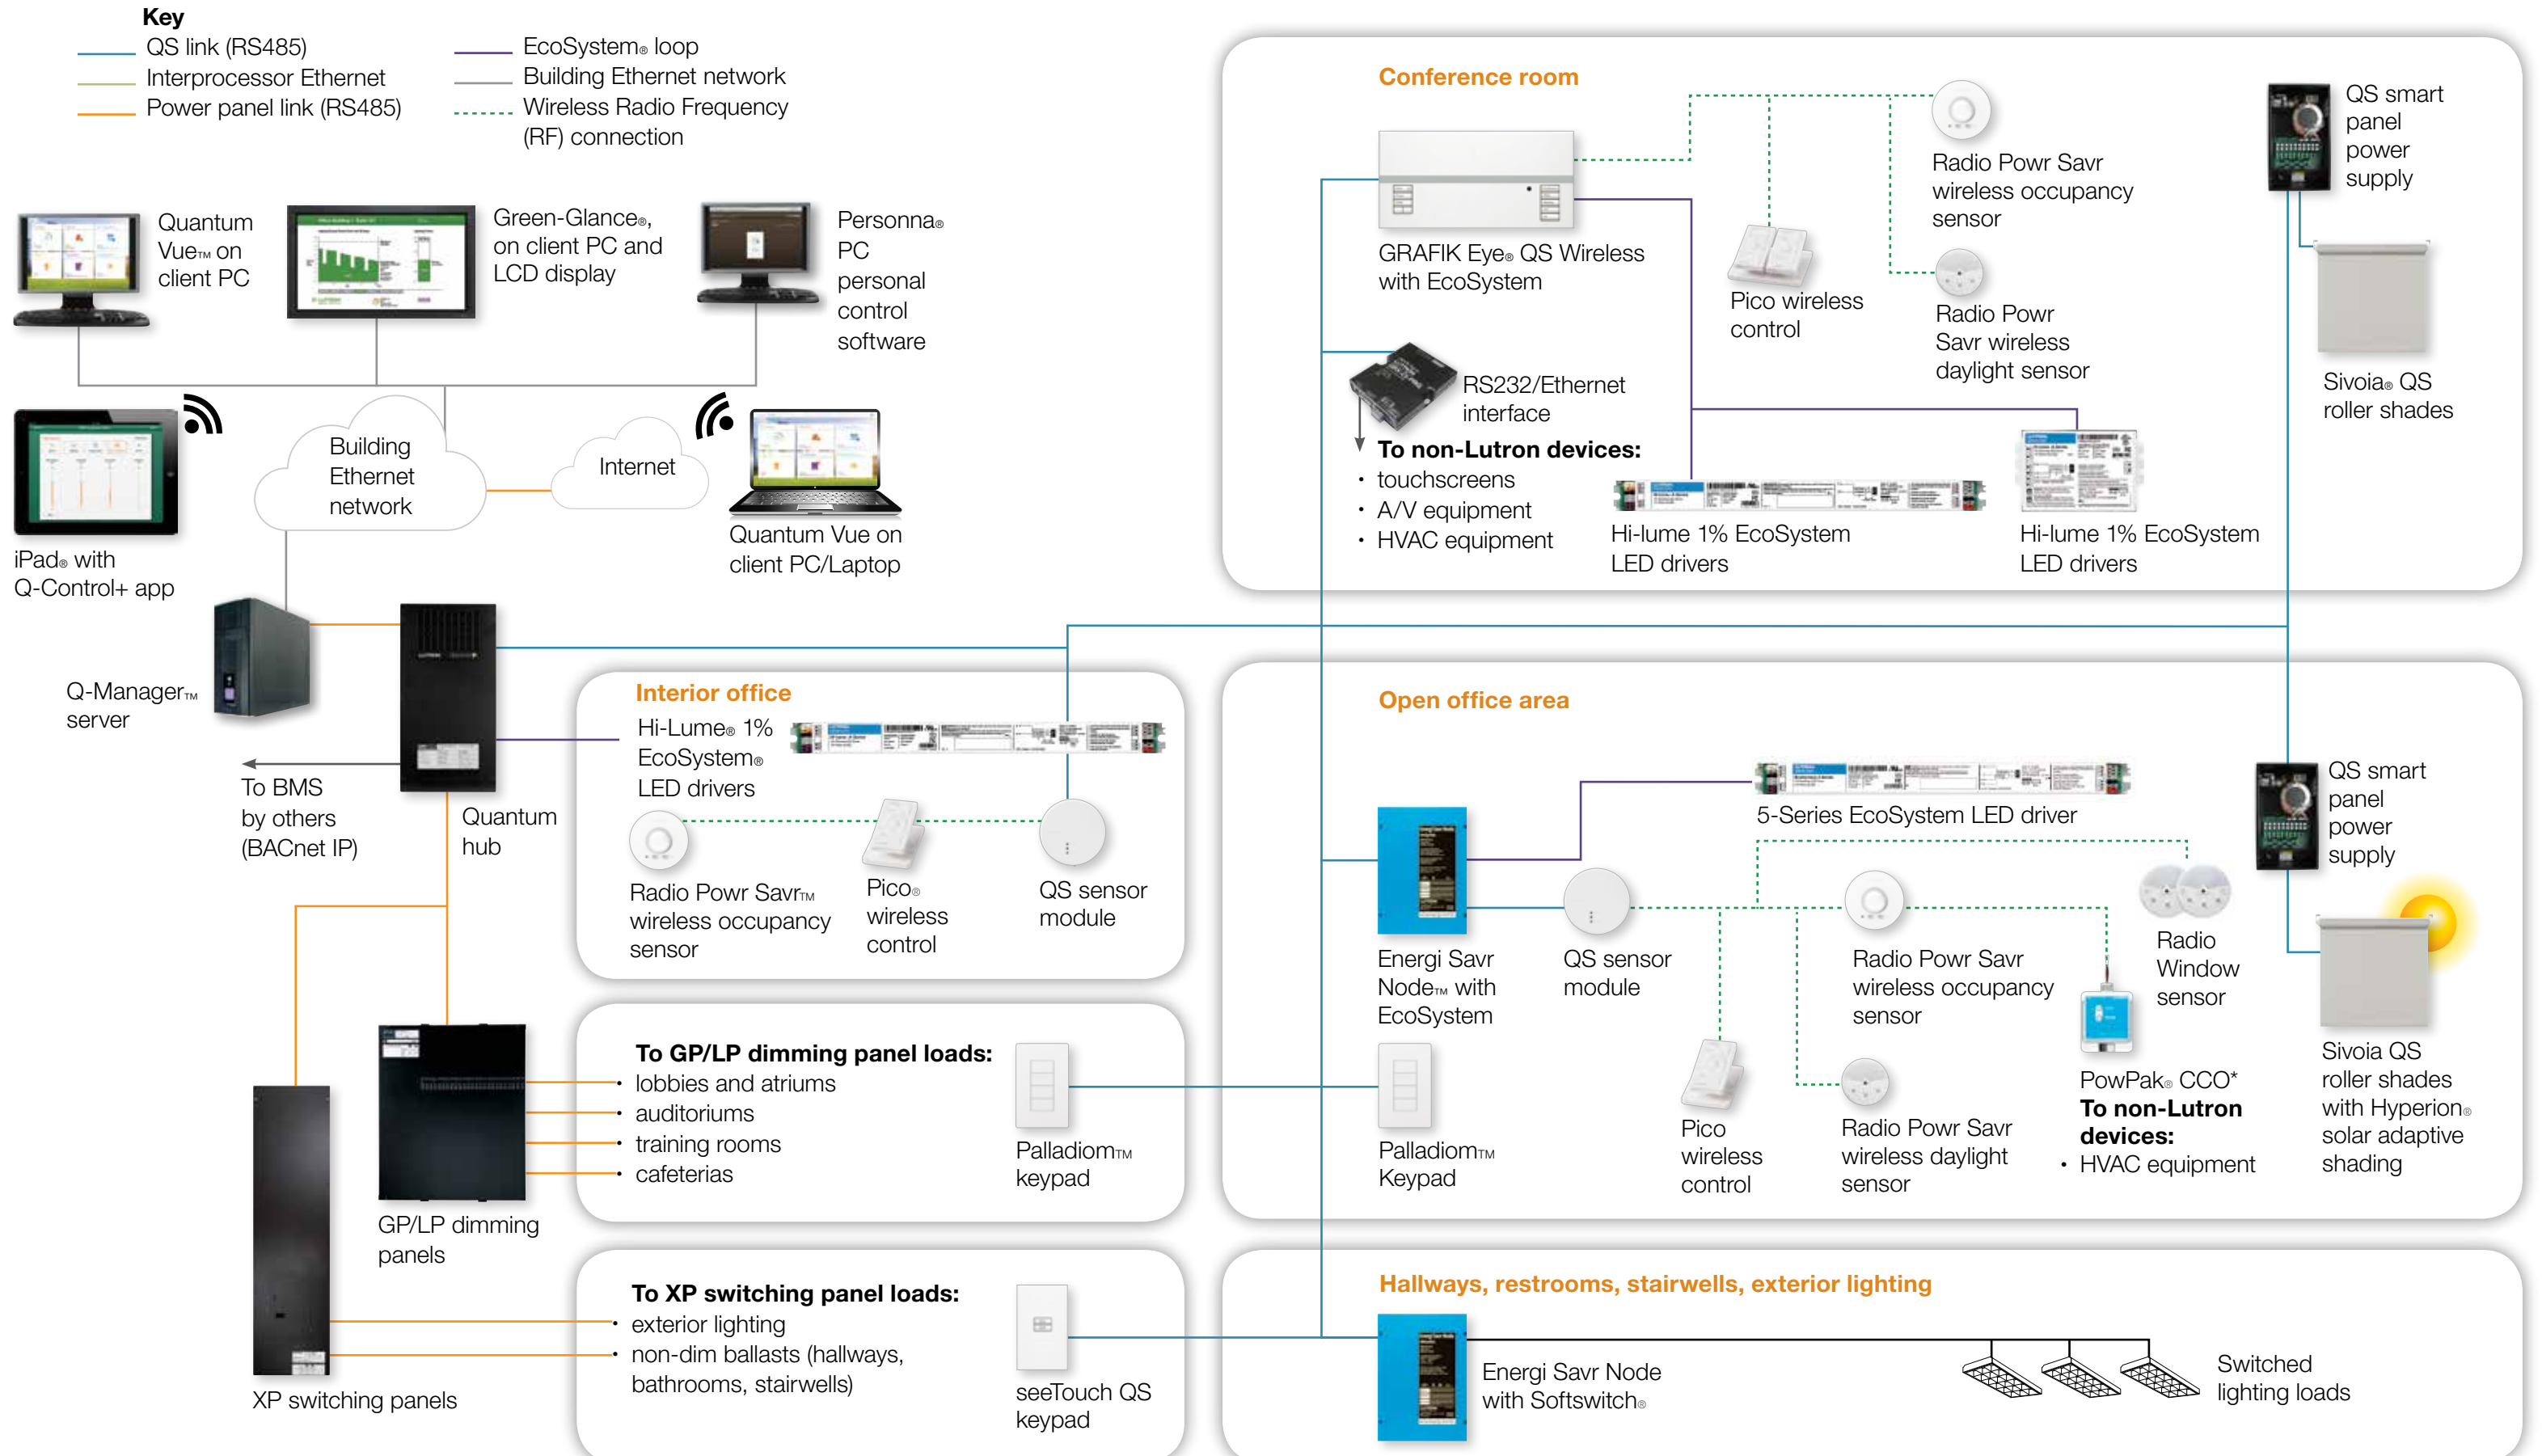 Key
QS link (RS485)
Interprocessor Ethernet
Power panel link (RS485)
EcoSystem® loop
Building Ethernet network
Wireless Radio Frequency
(RF) connection
Quantum
Vue™ on
client PC
Green-Glance®,
on client PC and
LCD display
Personna®
PC
personal
control
software
iPad® with
Q-Control+ app
Building
Ethernet
network
Internet
Quantum Vue on
client PC/Laptop
Q-Manager™
server
To BMS
by others
(BACnet IP)
Quantum
hub
GP/LP dimming
panels
XP switching panels
Conference room
GRAFIK Eye® QS Wireless
with EcoSystem
Radio Powr Savr
wireless occupancy
sensor
Pico wireless
control
Radio Powr
Savr wireless
daylight sensor
QS smart
panel
power
supply
Sivoia® QS
roller shades
RS232/Ethernet
interface
To non-Lutron devices:
• touchscreens
• A/V equipment
• HVAC equipment
Hi-lume 1% EcoSystem
LED drivers
Hi-lume 1% EcoSystem
LED drivers
Interior office
Hi-Lume® 1%
EcoSystem®
LED drivers
Radio Powr Savr™
wireless occupancy
sensor
Pico®
wireless
control
QS sensor
module
Open office area
5-Series EcoSystem LED driver
Energi Savr
Node™ with
EcoSystem
QS sensor
module
Radio Powr Savr
wireless occupancy
sensor
Radio
Window
sensor
QS smart
panel
power
supply
Palladiom™
Keypad
Pico
wireless
control
Radio Powr Savr
wireless daylight
sensor
PowPak® CCO*
To non-Lutron
devices:
• HVAC equipment
Sivoia QS
roller shades
with Hyperion®
solar adaptive
shading
To GP/LP dimming panel loads:
• lobbies and atriums
• auditoriums
• training rooms
• cafeterias
Palladiom™
keypad
To XP switching panel loads:
• exterior lighting
• non-dim ballasts (hallways,
bathrooms, stairwells)
seeTouch QS
keypad
Hallways, restrooms, stairwells, exterior lighting
Energi Savr Node
with Softswitch®
Switched
lighting loads